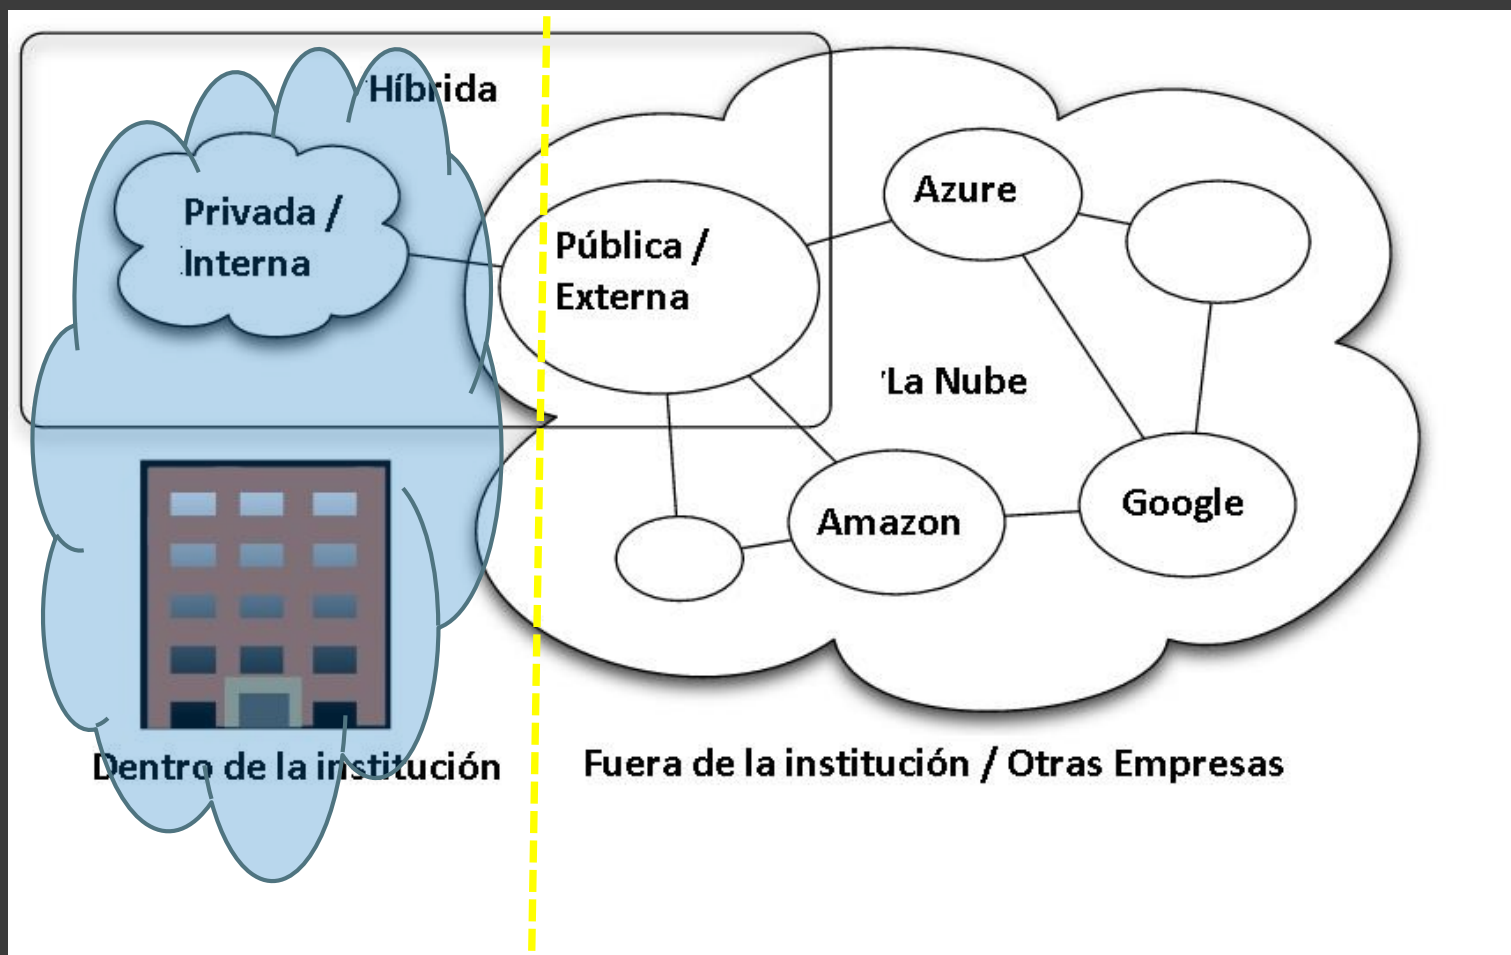 Híbrida
Privada /
Interna
Pública /
Externa
Azure
La Nube
Amazon
Google
Dentro de la institución
Fuera de la institución / Otras Empresas